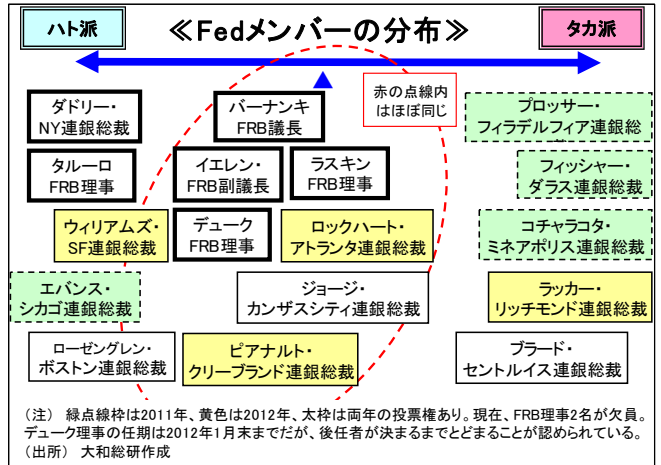 ハト派
≪Fedメンバーの分布≫
タカ派
赤の点線内
はほぼ同じ
ダドリー・
NY連銀総裁
バーナンキ
FRB議長
プロッサー・
フィラデルフィア連銀総
タルーロ
FRB理事
イエレン・
FRB副議長
ラスキン
FRB理事
フィッシャー・
ダラス連銀総裁
ウィリアムズ・
SF連銀総裁
デューク
FRB理事
ロックハート・
アトランタ連銀総裁
コチャラコタ・
ミネアポリス連銀総裁
エバンス・
シカゴ連銀総裁
ジョージ・
カンザスシティ連銀総裁
ラッカー・
リッチモンド連銀総裁
ローゼングレン・
ボストン連銀総裁
ピアナルト・
クリーブランド連銀総裁
ブラード・
セントルイス連銀総裁
（注） 緑点線枠は2011年、黄色は2012年、太枠は両年の投票権あり。現在、FRB理事2名が欠員。
デューク理事の任期は2012年1月末までだが、後任者が決まるまでとどまることが認められている。
（出所） 大和総研作成